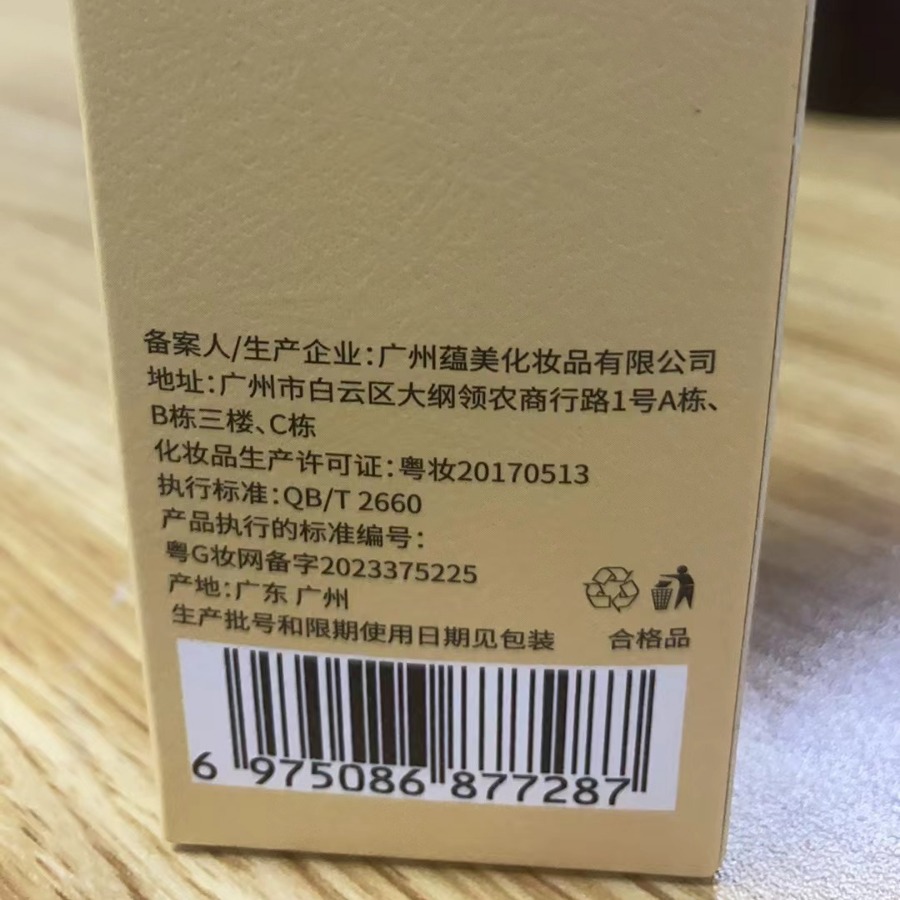 备案人/生产企业：广州蕴美化妆品有限公司
地址：广州市白云区大纲领农商行路1号A栋、
B栋三楼、C栋
化妆品生产许可证：粤妆20170513
执行标准：QB/T 2660
产品执行的标准编号：
粤G妆网备字2023375225
产地：广东 广州
生产批号和限期使用日期见包装
合格品
6 975086 877287